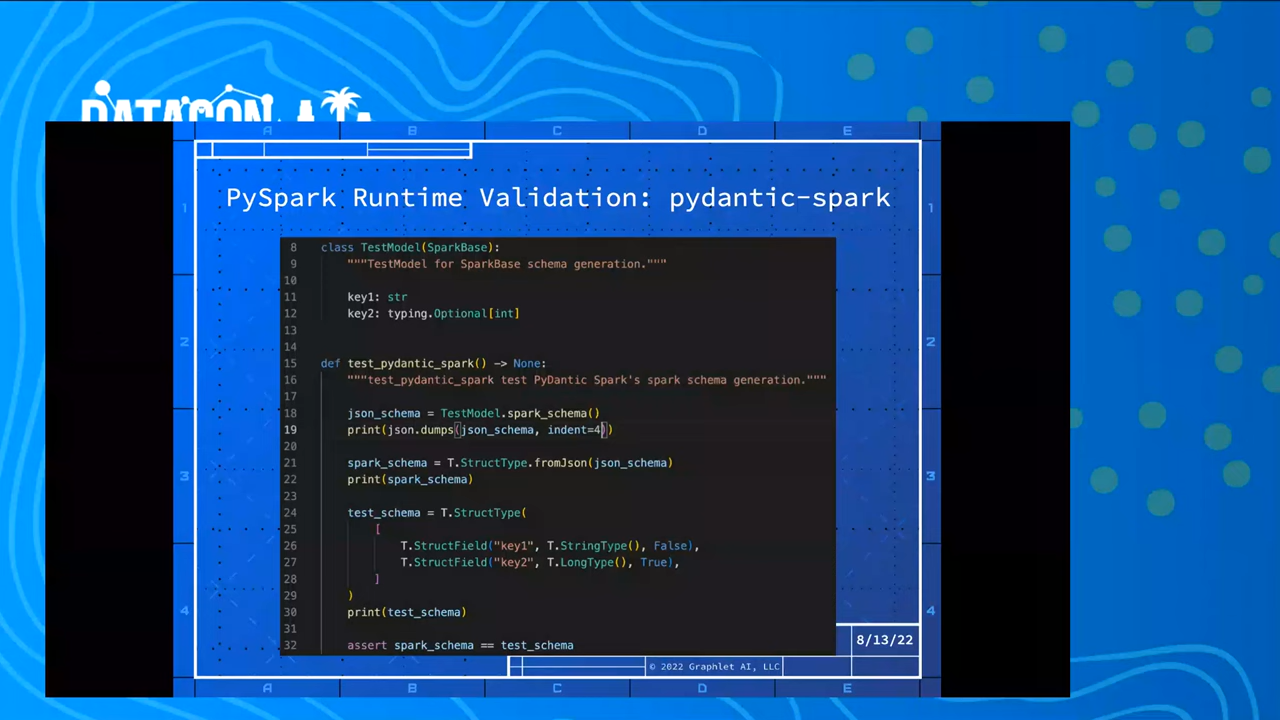 DATACON.LA
A B C D E
PySpark Runtime Validation: pydantic-spark
1 1
8 class TestModel(SparkBase):
9 """TestModel for SparkBase schema generation."""
10
11 key1: str
12 key2: typing.Optional[int]
13
2 2
14
15 def test_pydantic_spark() -> None:
16 """test_pydantic_spark test PyDantic Spark's spark schema generation."""
17
18 json_schema = TestModel.spark_schema()
19 print(json.dumps(json_schema, indent=4))
20
21 spark_schema = T.StructType.fromJson(json_schema)
3 3
22 print(spark_schema)
23
24 test_schema = T.StructType(
25 [
26 T.StructField("key1", T.StringType(), False),
27 T.StructField("key2", T.LongType(), True),
28 ]
29 )
4 4
30 print(test_schema)
31
32 assert spark_schema == test_schema
8/13/22
© 2022 Graphlet AI, LLC
A B C D E